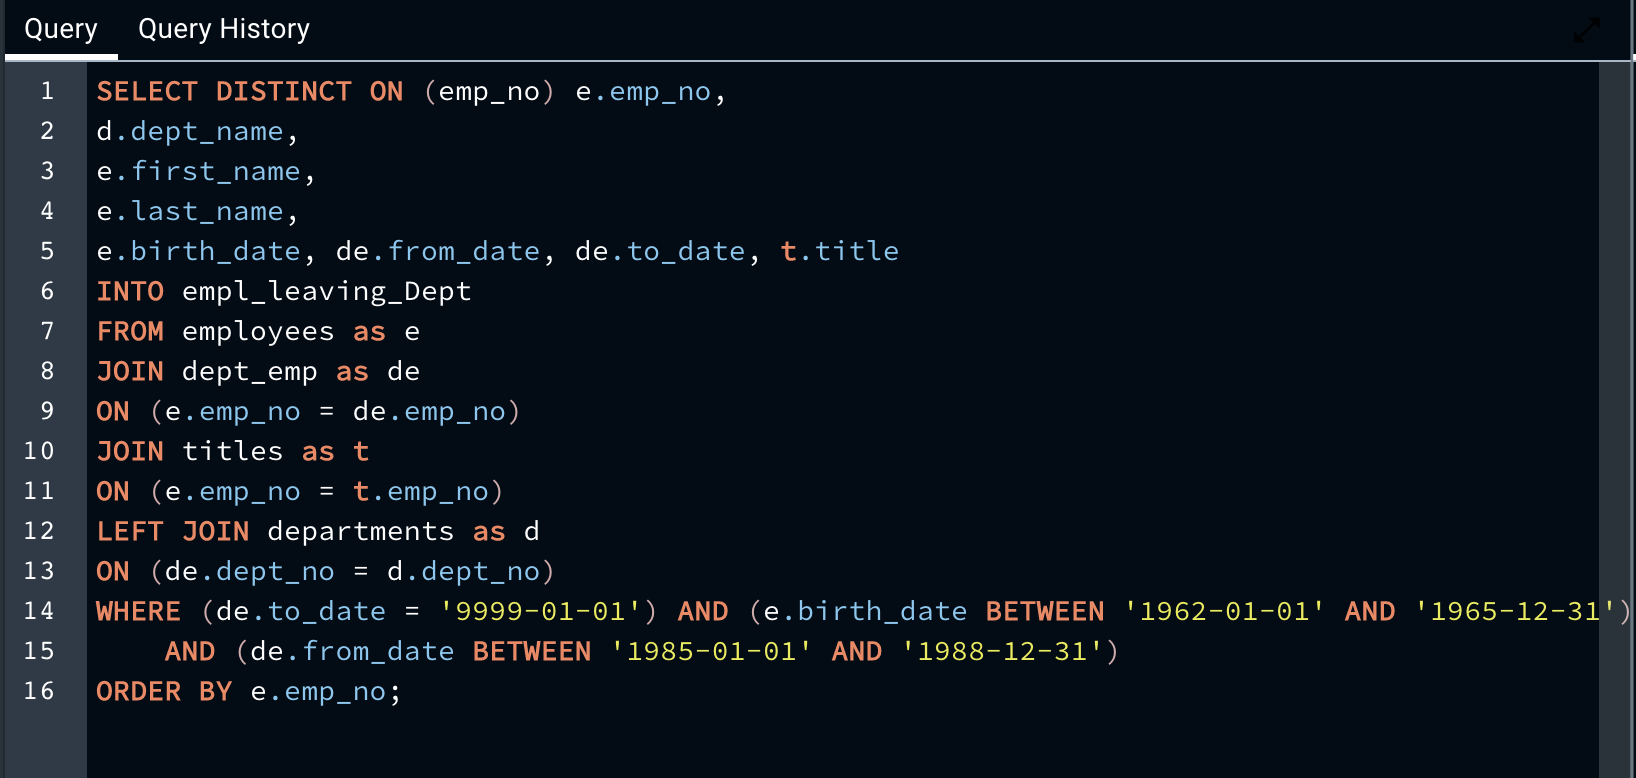 Query Query History
1 SELECT DISTINCT ON (emp_no) e.emp_no,
2 d.dept_name,
3 e.first_name,
4 e.last_name,
5 e.birth_date, de.from_date, de.to_date, t.title
6 INTO empl_leaving_Dept
7 FROM employees as e
8 JOIN dept_emp as de
9 ON (e.emp_no = de.emp_no)
10 JOIN titles as t
11 ON (e.emp_no = t.emp_no)
12 LEFT JOIN departments as d
13 ON (de.dept_no = d.dept_no)
14 WHERE (de.to_date = '9999-01-01') AND (e.birth_date BETWEEN '1962-01-01' AND '1965-12-31')
15     AND (de.from_date BETWEEN '1985-01-01' AND '1988-12-31')
16 ORDER BY e.emp_no;